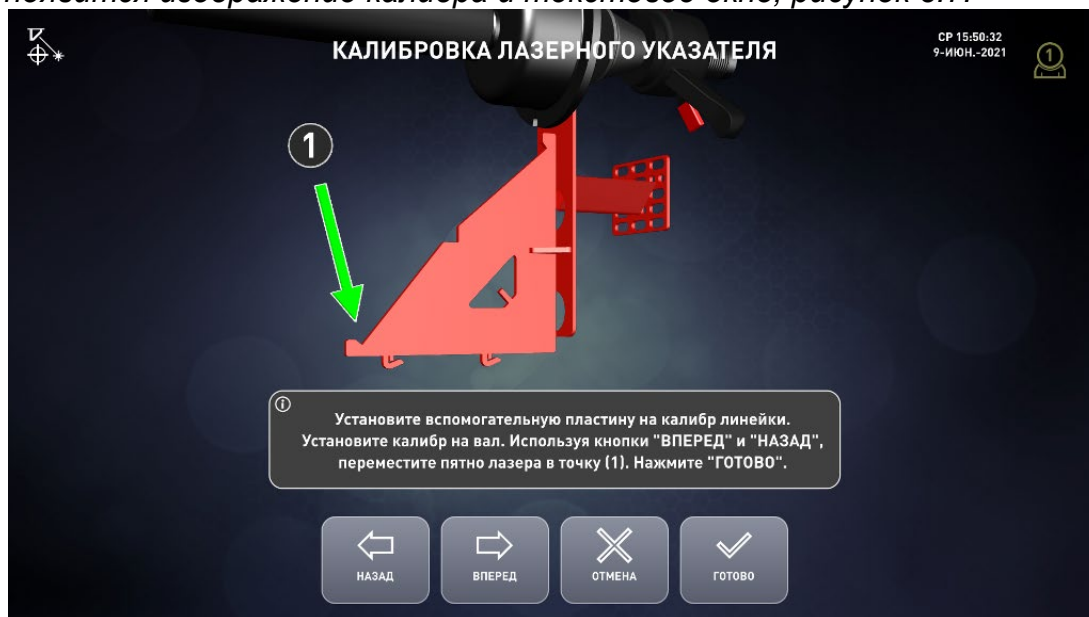 КАЛИБРОВКА ЛАЗЕРНОГО УКАЗАТЕЛЯ
СР 15:50:32
9-ИЮН.-2021
1
1
Установите вспомогательную пластину на калибр линейки.
Установите калибр на вал. Используя кнопки "ВПЕРЕД" и "НАЗАД",
переместите пятно лазера в точку (1). Нажмите "ГОТОВО".
НАЗАД
ВПЕРЕД
ОТМЕНА
ГОТОВО